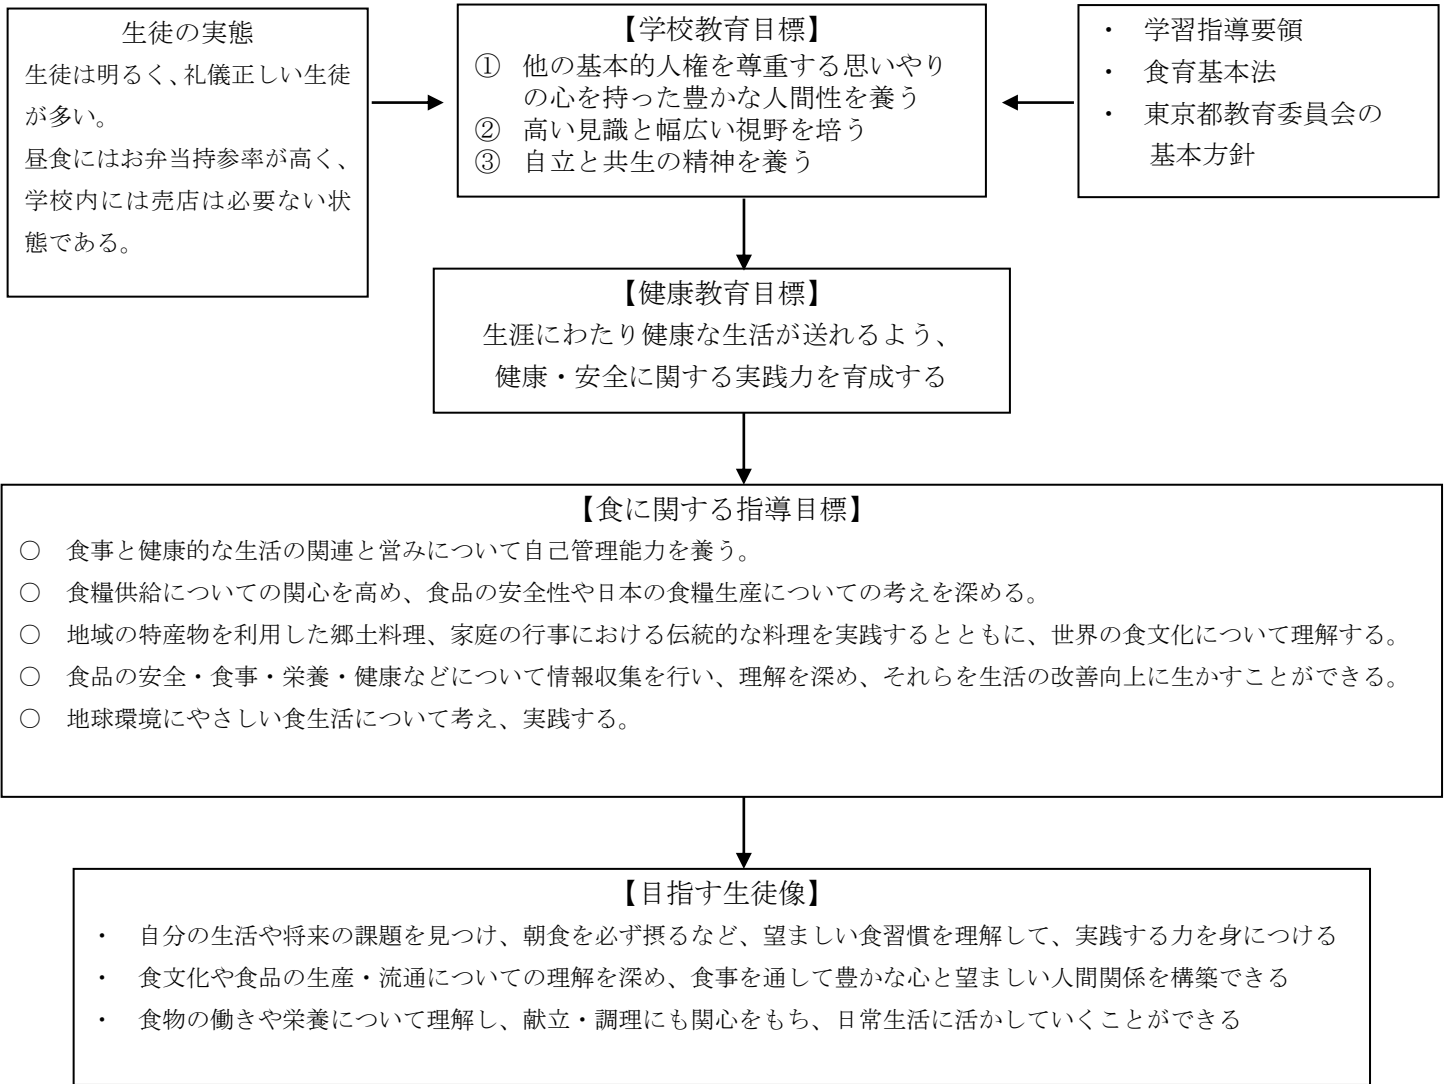 生徒の実態
生徒は明るく、礼儀正しい生徒
が多い。
昼食にはお弁当持参率が高く、
学校内には売店は必要ない状
態である。
【学校教育目標】
① 他の基本的人権を尊重する思いやり
の心を持った豊かな人間性を養う
② 高い見識と幅広い視野を培う
③ 自立と共生の精神を養う
・ 学習指導要領
・ 食育基本法
・ 東京都教育委員会の
基本方針
【健康教育目標】
生涯にわたり健康な生活が送れるよう、
健康・安全に関する実践力を育成する
【食に関する指導目標】
○ 食事と健康的な生活の関連と営みについて自己管理能力を養う。
○ 食糧供給についての関心を高め、食品の安全性や日本の食糧生産についての考えを深める。
○ 地域の特産物を利用した郷土料理、家庭の行事における伝統的な料理を実践するとともに、世界の食文化について理解する。
○ 食品の安全・食事・栄養・健康などについて情報収集を行い、理解を深め、それらを生活の改善向上に生かすことができる。
○ 地球環境にやさしい食生活について考え、実践する。
【目指す生徒像】
・ 自分の生活や将来の課題を見つけ、朝食を必ず摂るなど、望ましい食習慣を理解して、実践する力を身につける
・ 食文化や食品の生産・流通についての理解を深め、食事を通して豊かな心と望ましい人間関係を構築できる
・ 食物の働きや栄養について理解し、献立・調理にも関心をもち、日常生活に活かしていくことができる